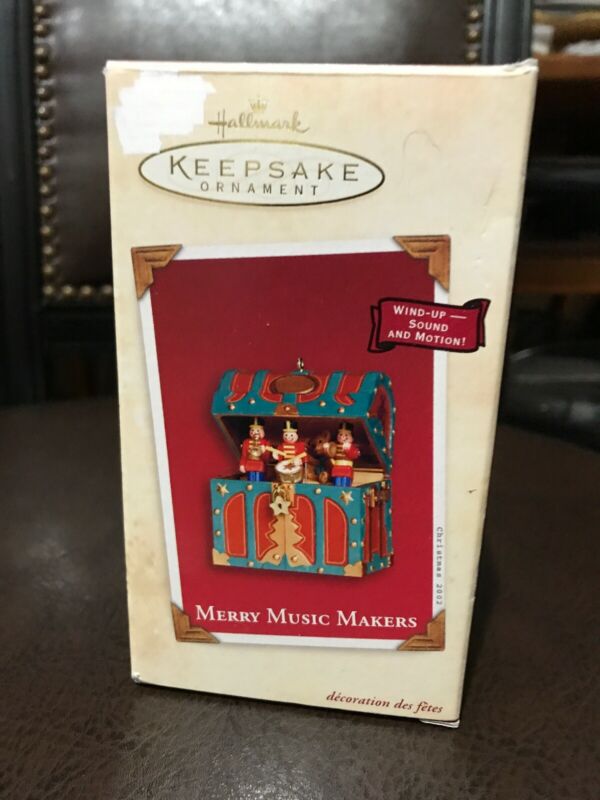 Hallmark
KEEPSAKE
ORNAMENT
WIND-UP —
SOUND
AND MOTION!
Christmas 2002
MERRY MUSIC MAKERS
décoration des fêtes